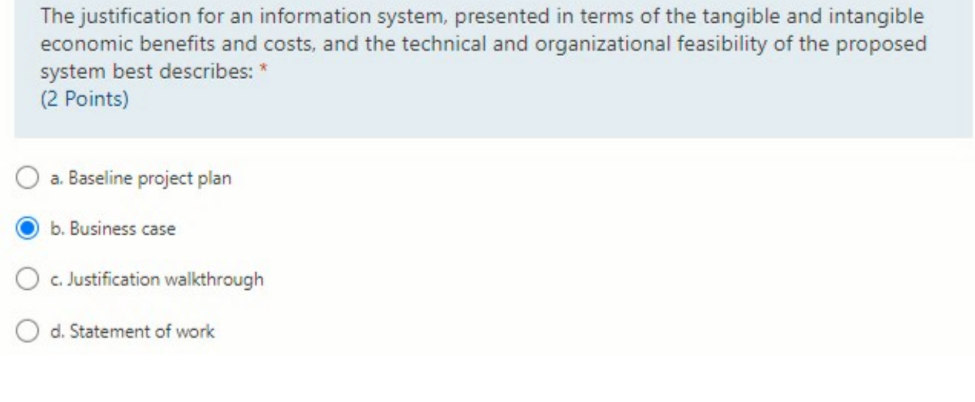 The justification for an information system, presented in terms of the tangible and intangible
economic benefits and costs, and the technical and organizational feasibility of the proposed
system best describes: *
(2 Points)
a. Baseline project plan
b. Business case
c. Justification walkthrough
d. Statement of work